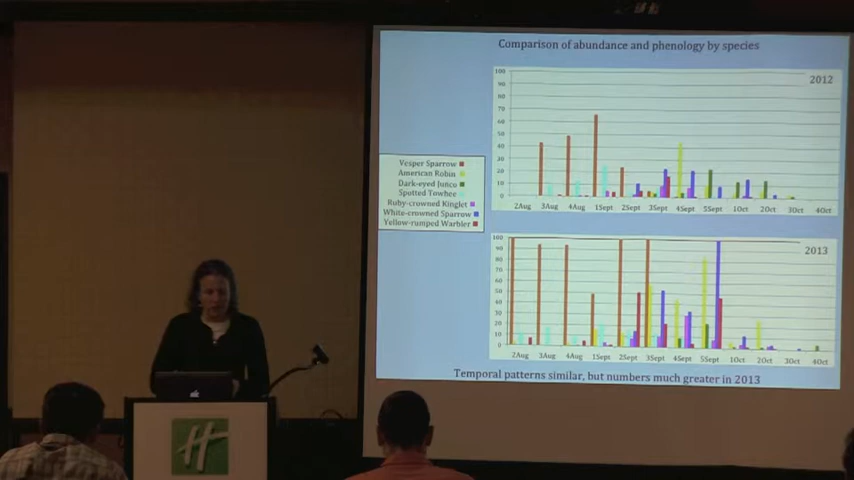 Comparison of abundance and phenology by species
2012
100
90
80
70
60
50
40
30
20
10
0
2Aug 3Aug 4Aug 1Sept 2Sept 3Sept 4Sept 5Sept 1Oct 2Oct 3Oct 4Oct
Vesper Sparrow
American Robin
Dark-eyed Junco
Spotted Towhee
Ruby-crowned Kinglet
White-crowned Sparrow
Yellow-rumped Warbler
2013
100
90
80
70
60
50
40
30
20
10
0
2Aug 3Aug 4Aug 1Sept 2Sept 3Sept 4Sept 5Sept 1Oct 2Oct 3Oct 4Oct
Temporal patterns similar, but numbers much greater in 2013
H